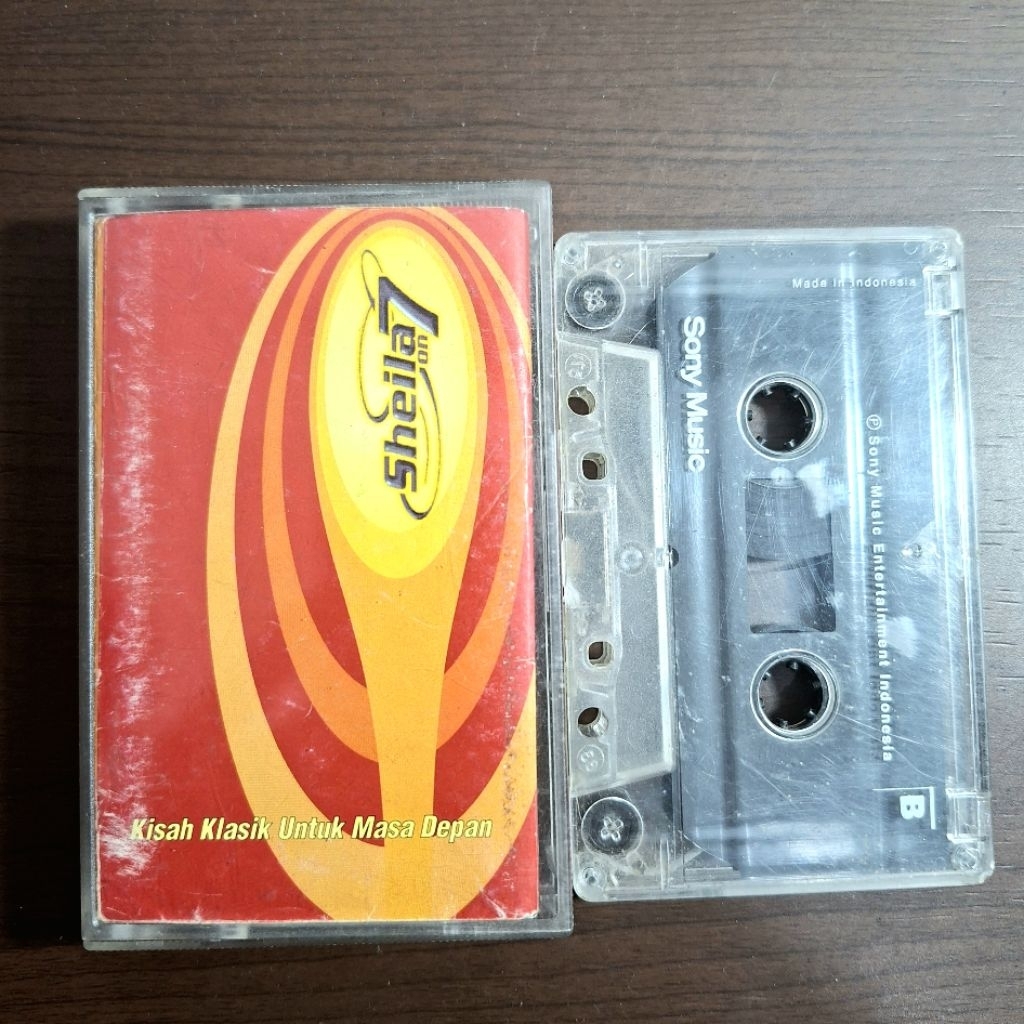 Sheila
on 7
Kisah Klasik Untuk Masa Depan
Made in Indonesia
Sony Music
℗ Sony Music Entertainment Indonesia
B